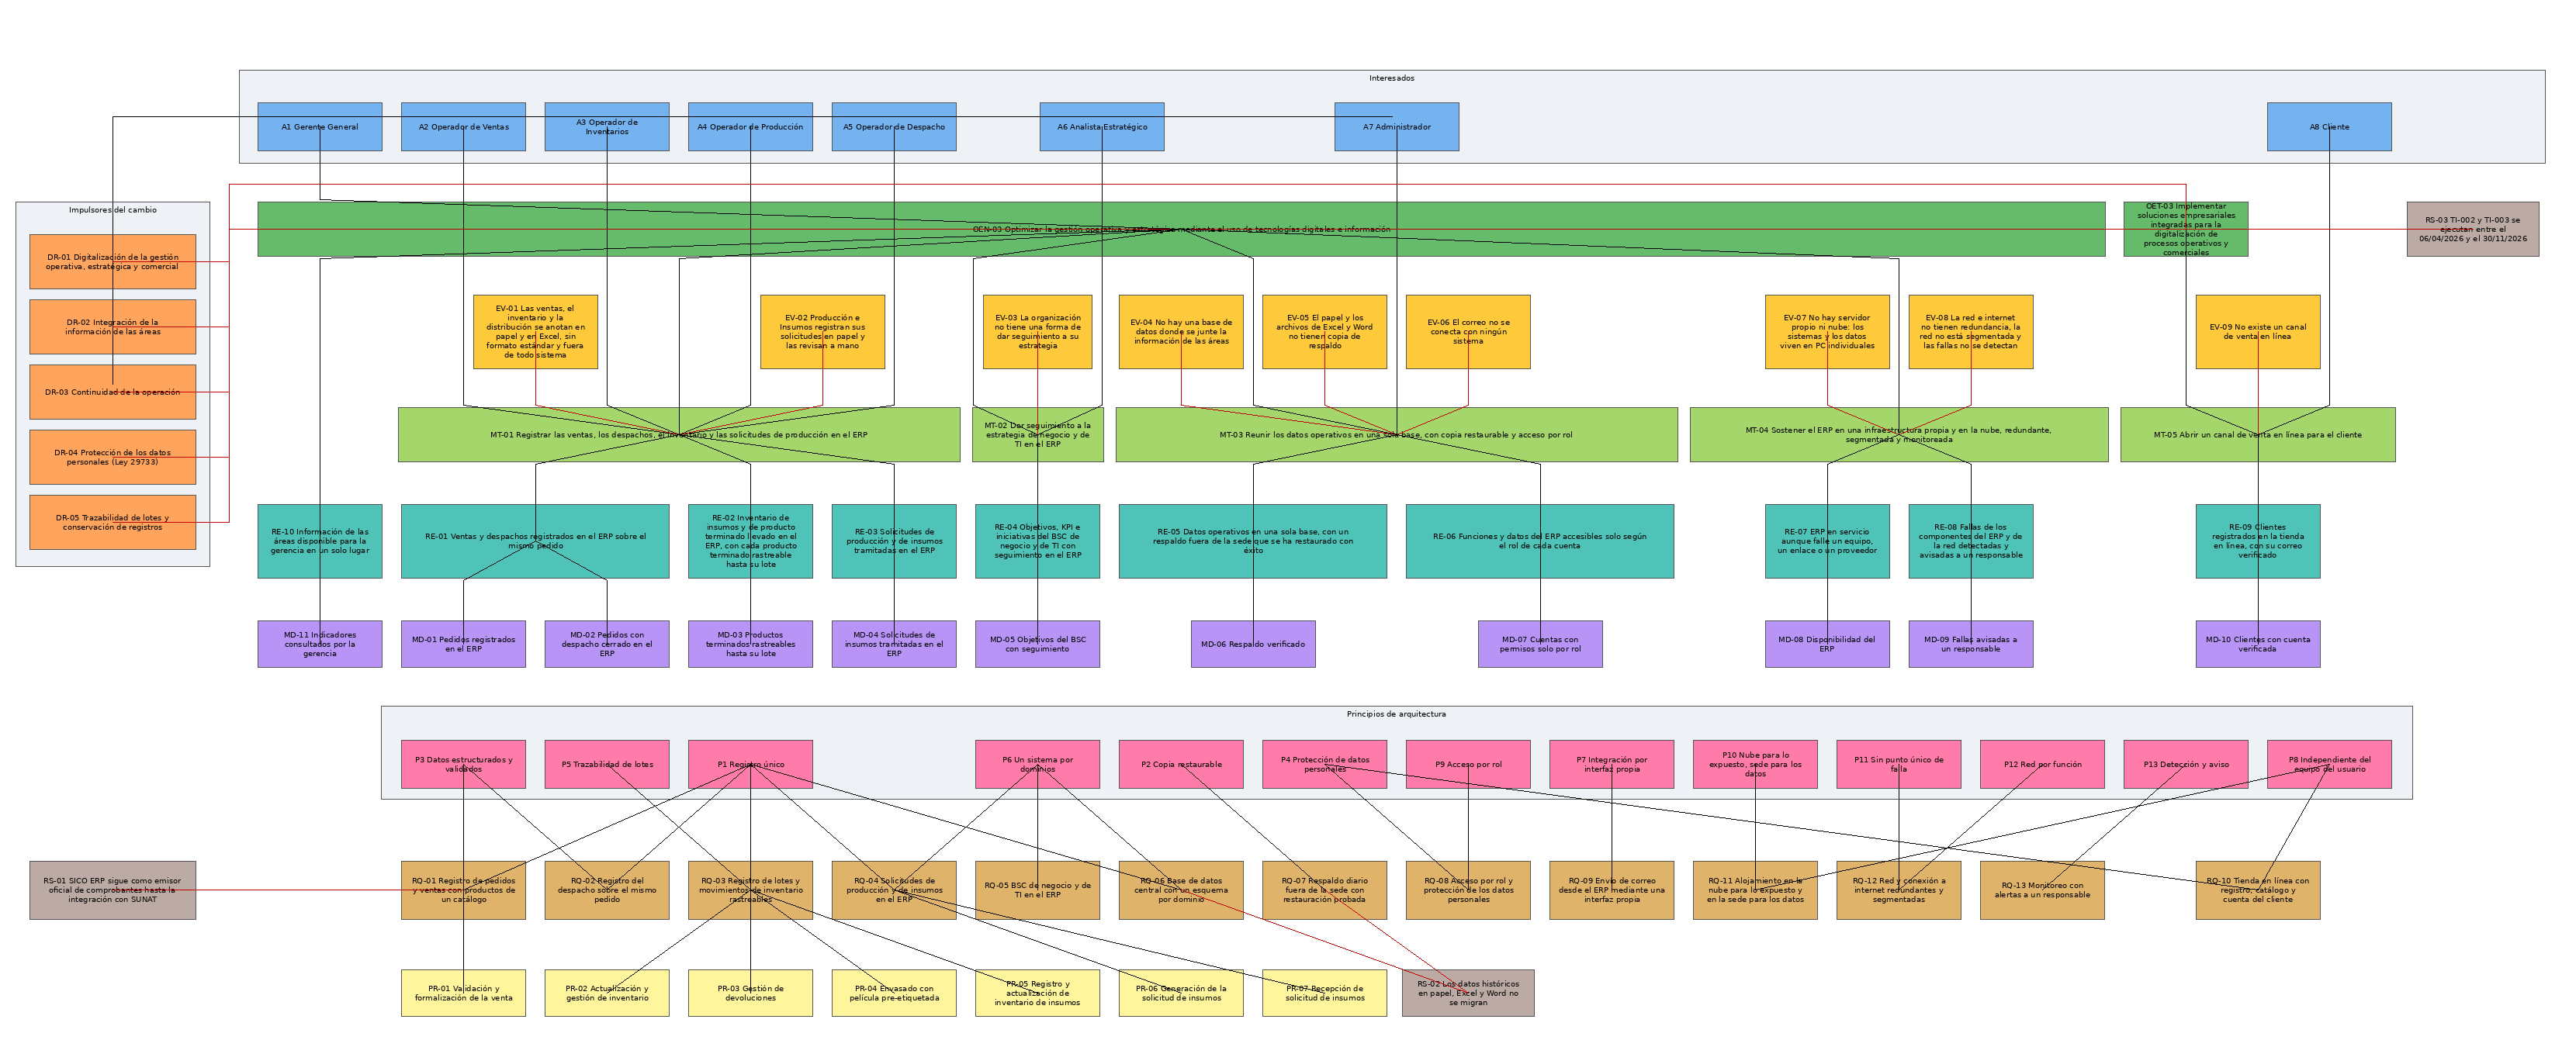 Interesados
A1 Gerente General
A2 Operador de Ventas
A3 Operador de
Inventarios
A4 Operador de Producción
A5 Operador de Despacho
A6 Analista Estratégico
A7 Administrador
A8 Cliente
Impulsores del cambio
DR-01 Digitalización de la gestión
operativa, estratégica y comercial
DR-02 Integración de la
información de las áreas
DR-03 Continuidad de la operación
DR-04 Protección de los datos
personales (Ley 29733)
DR-05 Trazabilidad de lotes y
conservación de registros
OEN-03 Optimizar la gestión operativa y estratégica mediante el uso de tecnologías digitales e información
OET-03 Implementar
soluciones empresariales
integradas para la
digitalización de
procesos operativos y
comerciales
RS-03 TI-002 y TI-003 se
ejecutan entre el
06/04/2026 y el 30/11/2026
EV-01 Las ventas, el
inventario y la
distribución se anotan en
papel y en Excel, sin
formato estándar y fuera
de todo sistema
EV-02 Producción e
Insumos registran sus
solicitudes en papel y
las revisan a mano
EV-03 La organización
no tiene una forma de
dar seguimiento a su
estrategia
EV-04 No hay una base de
datos donde se junte la
información de las áreas
EV-05 El papel y los
archivos de Excel y Word
no tienen copia de
respaldo
EV-06 El correo no se
conecta con ningún
sistema
EV-07 No hay servidor
propio ni nube: los
sistemas y los datos
viven en PC individuales
EV-08 La red e internet
no tienen redundancia, la
red no está segmentada y
las fallas no se detectan
EV-09 No existe un canal
de venta en línea
MT-01 Registrar las ventas, los despachos, el inventario y las solicitudes de producción en el ERP
MT-02 Dar seguimiento a la
estrategia de negocio y de
TI en el ERP
MT-03 Reunir los datos operativos en una sola base, con copia restaurable y acceso por rol
MT-04 Sostener el ERP en una infraestructura propia y en la nube, redundante,
segmentada y monitoreada
MT-05 Abrir un canal de venta en línea para el cliente
RE-10 Información de las
áreas disponible para la
gerencia en un solo lugar
RE-01 Ventas y despachos registrados en el ERP sobre el
mismo pedido
RE-02 Inventario de
insumos y de producto
terminado llevado en el
ERP, con cada producto
terminado rastreable
hasta su lote
RE-03 Solicitudes de
producción y de insumos
tramitadas en el ERP
RE-04 Objetivos, KPI e
iniciativas del BSC de
negocio y de TI con
seguimiento en el ERP
RE-05 Datos operativos en una sola base, con un
respaldo fuera de la sede que se ha restaurado con
éxito
RE-06 Funciones y datos del ERP accesibles solo según
el rol de cada cuenta
RE-07 ERP en servicio
aunque falle un equipo,
un enlace o un proveedor
RE-08 Fallas de los
componentes del ERP y de
la red detectadas y
avisadas a un responsable
RE-09 Clientes
registrados en la tienda
en línea, con su correo
verificado
MD-11 Indicadores
consultados por la
gerencia
MD-01 Pedidos registrados
en el ERP
MD-02 Pedidos con
despacho cerrado en el
ERP
MD-03 Productos
terminados rastreables
hasta su lote
MD-04 Solicitudes de
insumos tramitadas en el
ERP
MD-05 Objetivos del BSC
con seguimiento
MD-06 Respaldo verificado
MD-07 Cuentas con
permisos solo por rol
MD-08 Disponibilidad del
ERP
MD-09 Fallas avisadas a
un responsable
MD-10 Clientes con cuenta
verificada
Principios de arquitectura
P3 Datos estructurados y
validados
P5 Trazabilidad de lotes
P1 Registro único
P6 Un sistema por
dominios
P2 Copia restaurable
P4 Protección de datos
personales
P9 Acceso por rol
P7 Integración por
interfaz propia
P10 Nube para lo
expuesto, sede para los
datos
P11 Sin punto único de
falla
P12 Red por función
P13 Detección y aviso
P8 Independiente del
equipo del usuario
RS-01 SICO ERP sigue como emisor
oficial de comprobantes hasta la
integración con SUNAT
RQ-01 Registro de pedidos
y ventas con productos de
un catálogo
RQ-02 Registro del
despacho sobre el mismo
pedido
RQ-03 Registro de lotes y
movimientos de inventario
rastreables
RQ-04 Solicitudes de
producción y de insumos
en el ERP
RQ-05 BSC de negocio y de
TI en el ERP
RQ-06 Base de datos
central con un esquema
por dominio
RQ-07 Respaldo diario
fuera de la sede con
restauración probada
RQ-08 Acceso por rol y
protección de los datos
personales
RQ-09 Envío de correo
desde el ERP mediante una
interfaz propia
RQ-11 Alojamiento en la
nube para lo expuesto y
en la sede para los datos
RQ-12 Red y conexión a
internet redundantes y
segmentadas
RQ-13 Monitoreo con
alertas a un responsable
RQ-10 Tienda en línea con
registro, catálogo y
cuenta del cliente
PR-01 Validación y
formalización de la venta
PR-02 Actualización y
gestión de inventario
PR-03 Gestión de
devoluciones
PR-04 Envasado con
película pre-etiquetada
PR-05 Registro y
actualización de
inventario de insumos
PR-06 Generación de la
solicitud de insumos
PR-07 Recepción de
solicitud de insumos
RS-02 Los datos históricos
en papel, Excel y Word no
se migran